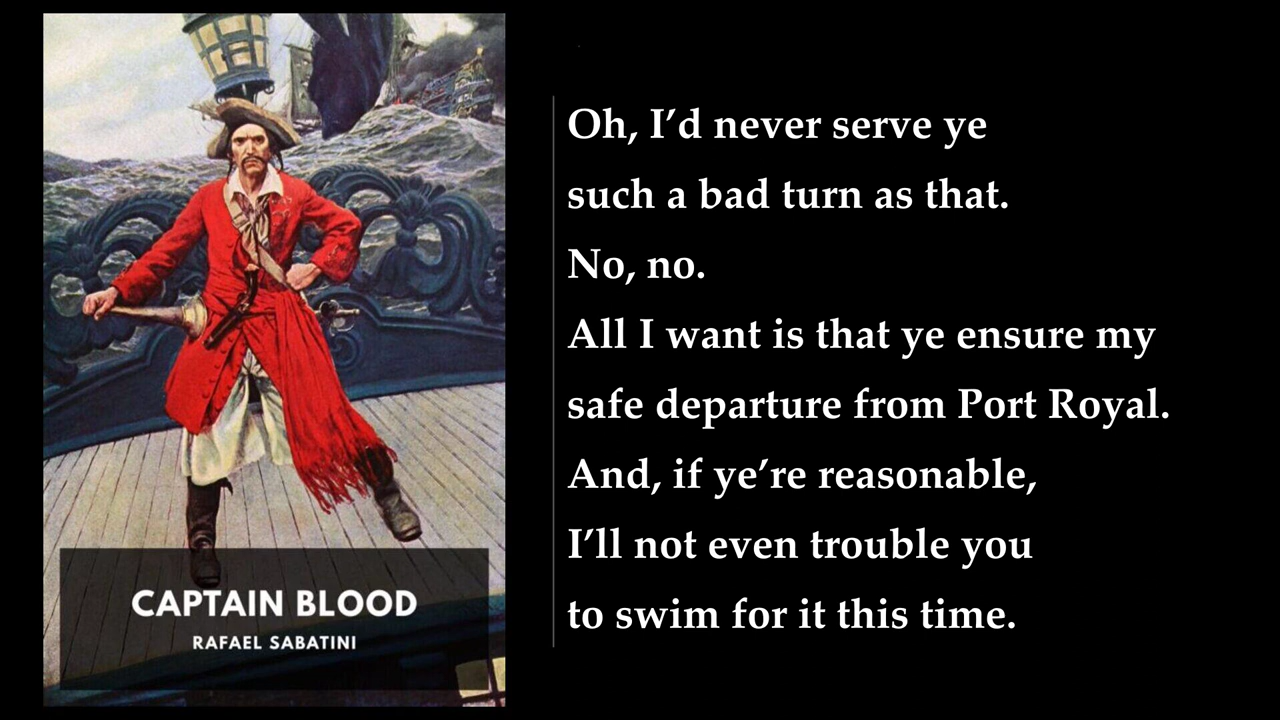 CAPTAIN BLOOD
RAFAEL SABATINI
Oh, I’d never serve ye
such a bad turn as that.
No, no.
All I want is that ye ensure my
safe departure from Port Royal.
And, if ye’re reasonable,
I’ll not even trouble you
to swim for it this time.